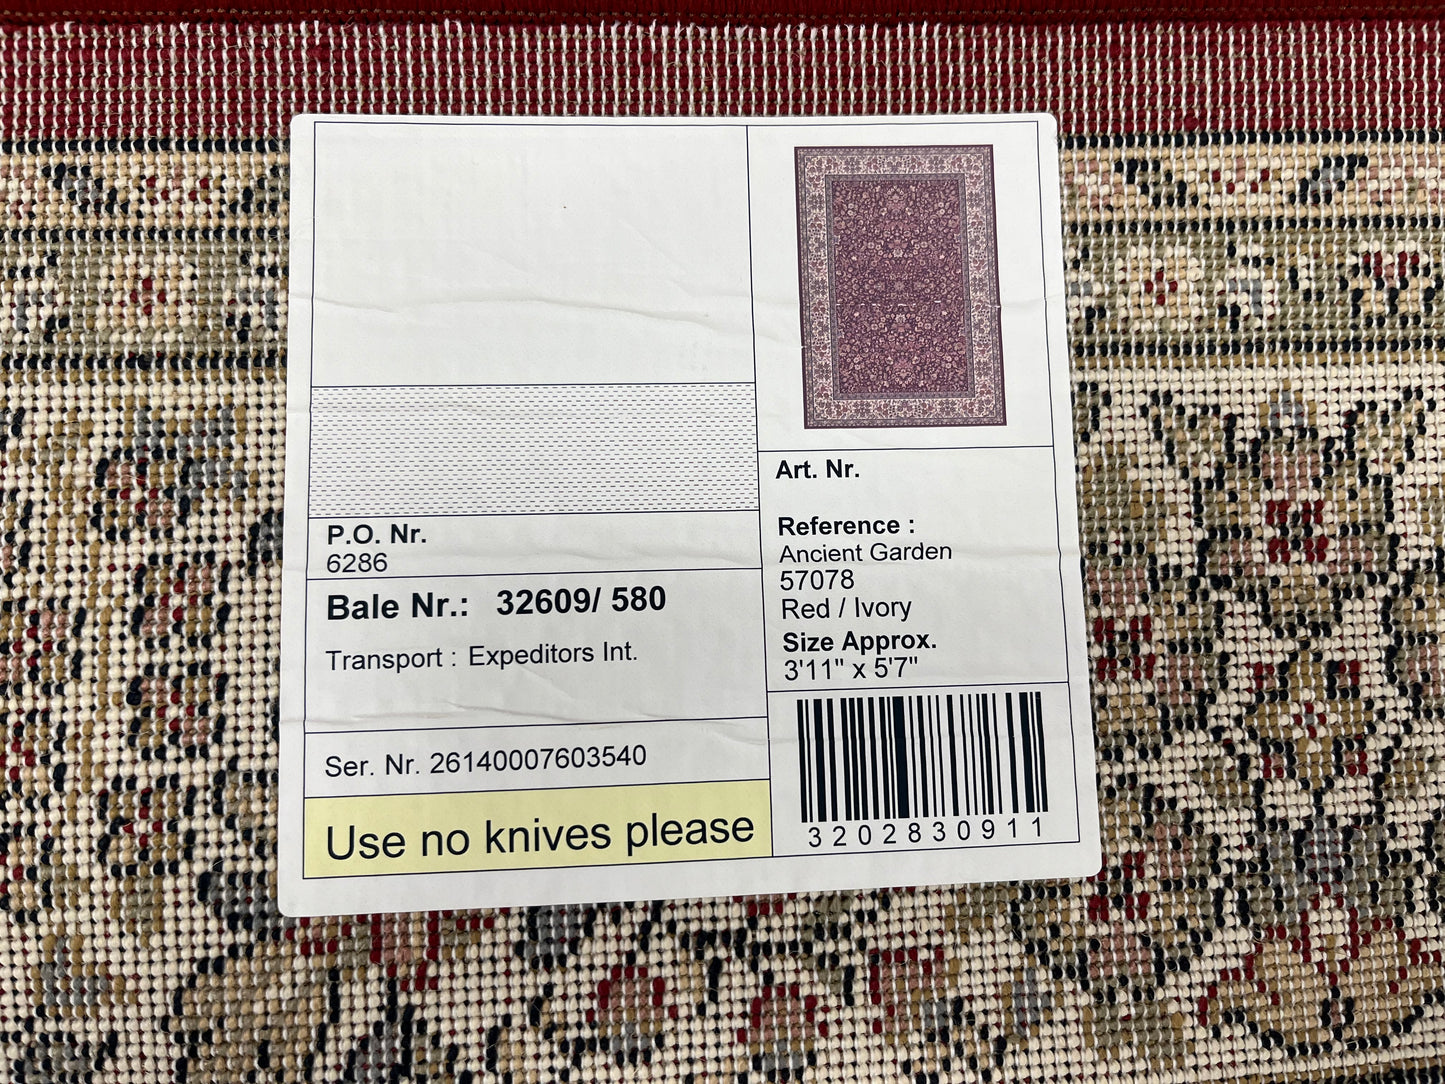 P.O. Nr.
6286
Bale Nr.: 32609/ 580
Transport : Expeditors Int.
Ser. Nr. 26140007603540
Use no knives please
Art. Nr.
Reference :
Ancient Garden
57078
Red / Ivory
Size Approx.
3'11" x 5'7"
3202830911